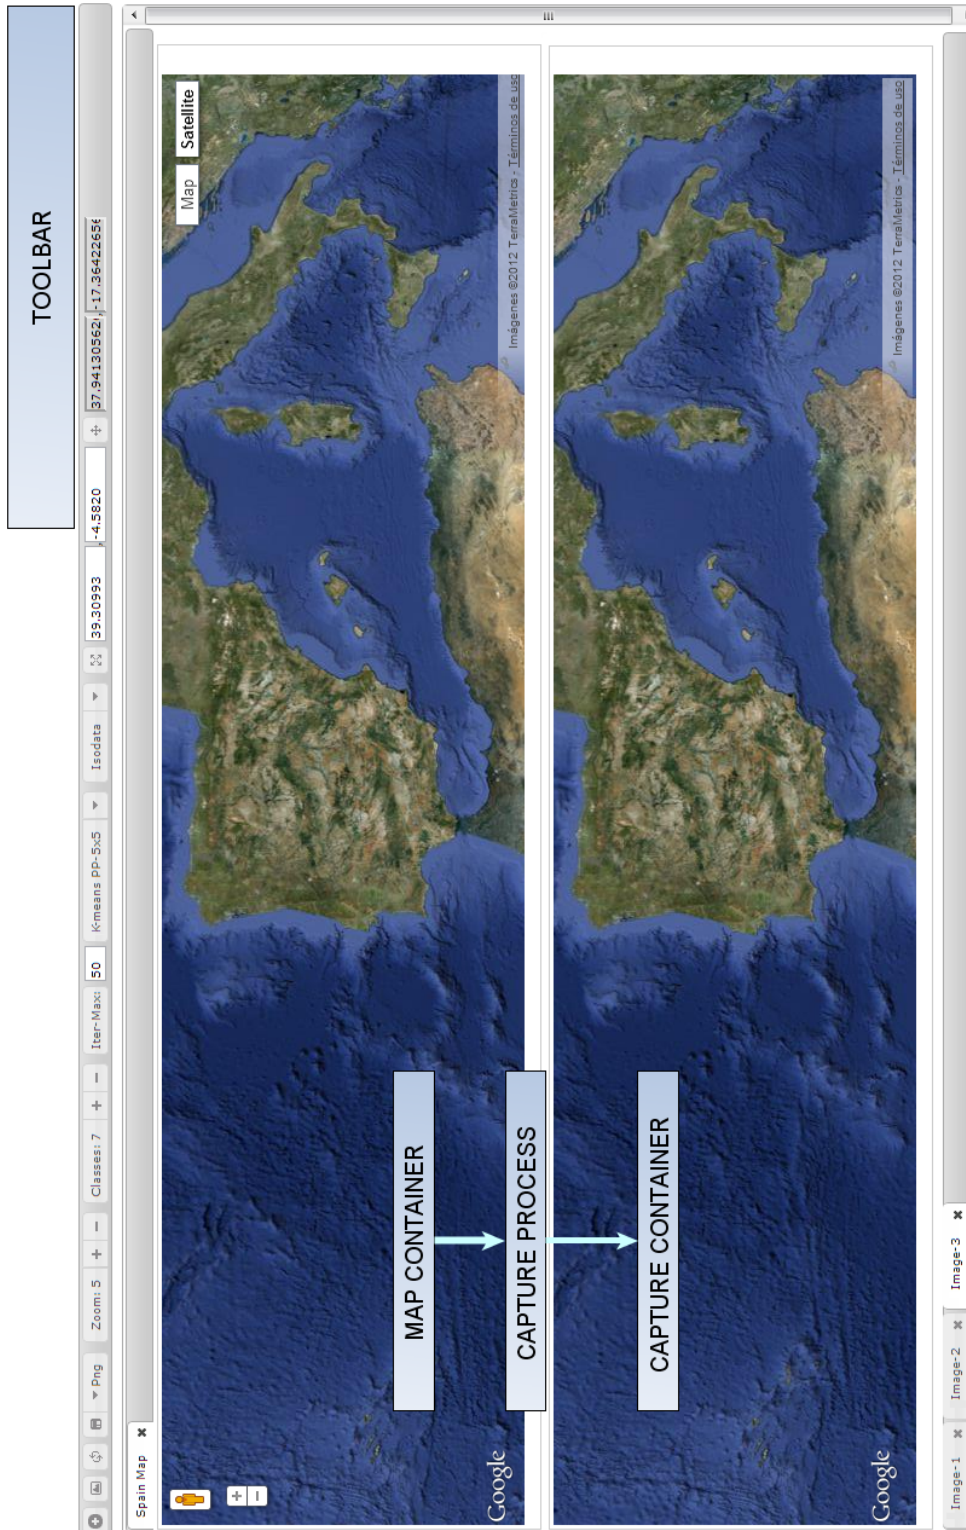 TOOLBAR
Png
Zoom: 5
Classes: 7
Iter-Max: 50
K-means PP-5x5
Isodata
39.30993 , -4.5820
37.94130562 , -17.3642265
Spain Map
Map Satellite
MAP CONTAINER
Google
Imágenes ©2012 TerraMetrics - Términos de uso
CAPTURE PROCESS
CAPTURE CONTAINER
Google
Imágenes ©2012 TerraMetrics - Términos de uso
Image-1 Image-2 Image-3